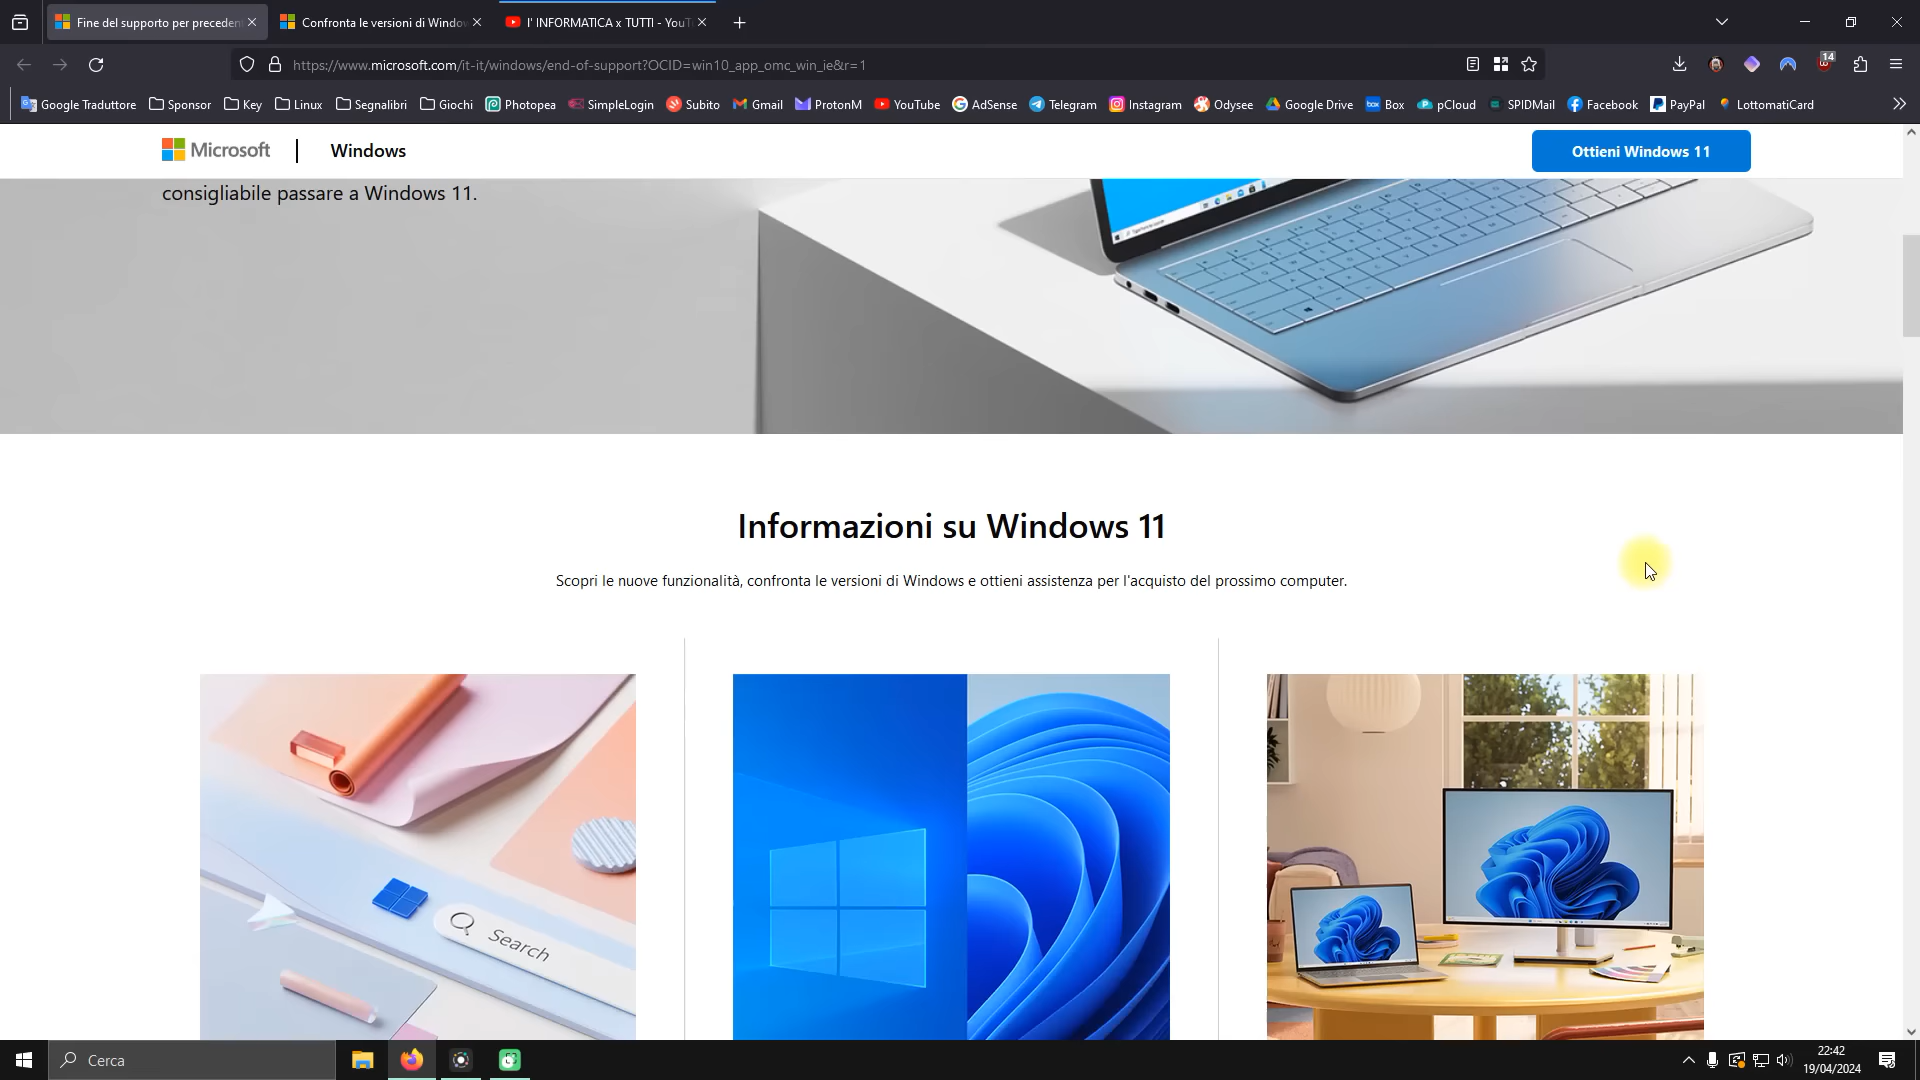 Fine del supporto per preceden
Confronta le versioni di Windo
l' INFORMATICA x TUTTI - YouT
https://www.microsoft.com/it-it/windows/end-of-support?OCID=win10_app_omc_win_ie&r=1
14
Google Traduttore
Sponsor
Key
Linux
Segnalibri
Giochi
Photopea
SimpleLogin
Subito
Gmail
ProtonM
YouTube
AdSense
Telegram
Instagram
Odysee
Google Drive
box
Box
pCloud
SPIDMail
Facebook
PayPal
LottomatiCard
Microsoft
Windows
Ottieni Windows 11
consigliabile passare a Windows 11.
Informazioni su Windows 11
Scopri le nuove funzionalità, confronta le versioni di Windows e ottieni assistenza per l'acquisto del prossimo computer.
Search
Cerca
22:42
19/04/2024